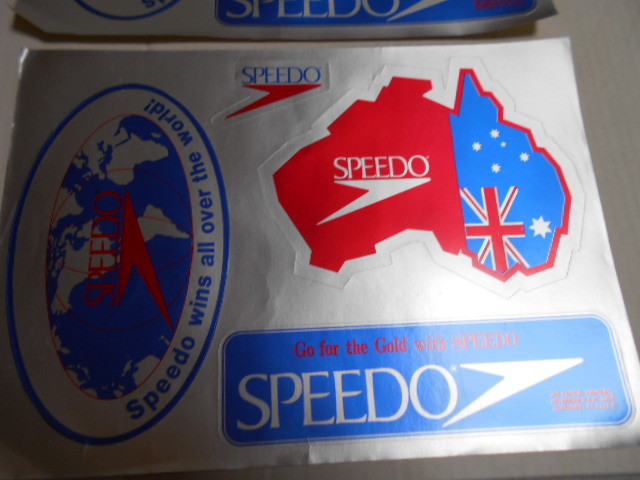 SPEEDO
SPEEDO®
Speedo wins all over the world!
SPEEDO
SPEEDO®
Go for the Gold with SPEEDO
SPEEDO®